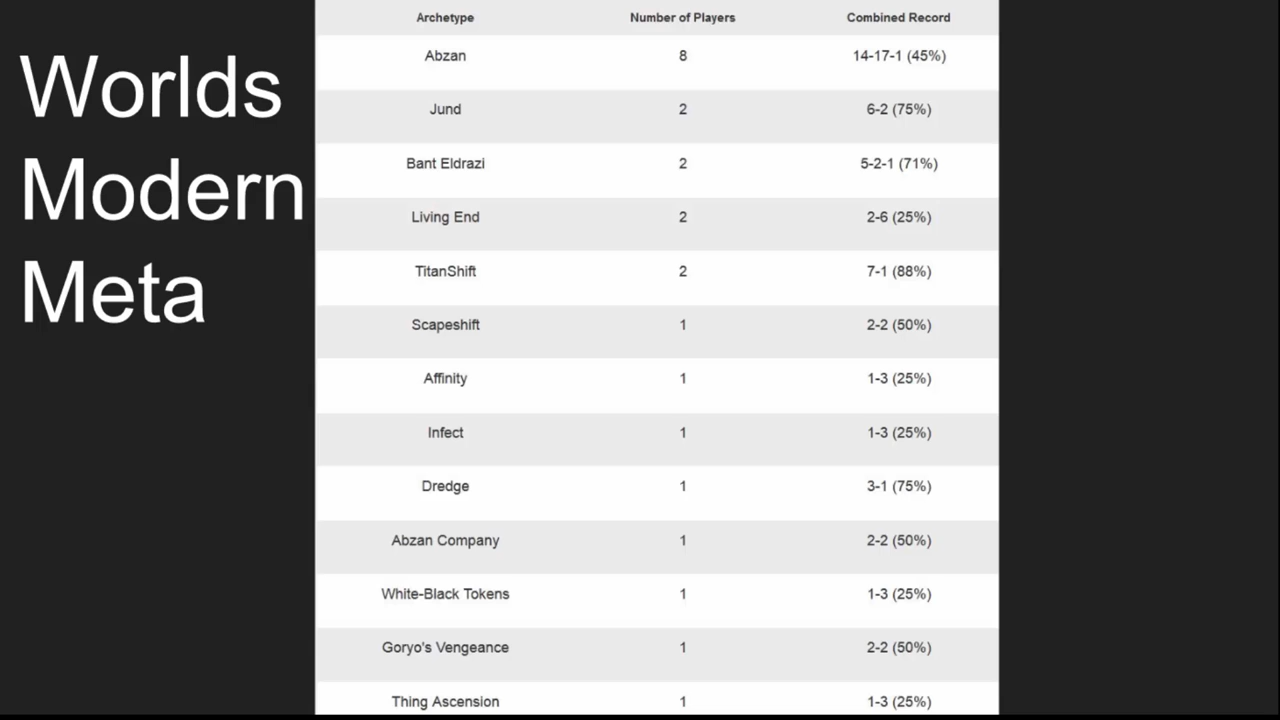 Worlds
Modern
Meta
Archetype Number of Players Combined Record
Abzan 8 14-17-1 (45%)
Jund 2 6-2 (75%)
Bant Eldrazi 2 5-2-1 (71%)
Living End 2 2-6 (25%)
TitanShift 2 7-1 (88%)
Scapeshift 1 2-2 (50%)
Affinity 1 1-3 (25%)
Infect 1 1-3 (25%)
Dredge 1 3-1 (75%)
Abzan Company 1 2-2 (50%)
White-Black Tokens 1 1-3 (25%)
Goryo's Vengeance 1 2-2 (50%)
Thing Ascension 1 1-3 (25%)